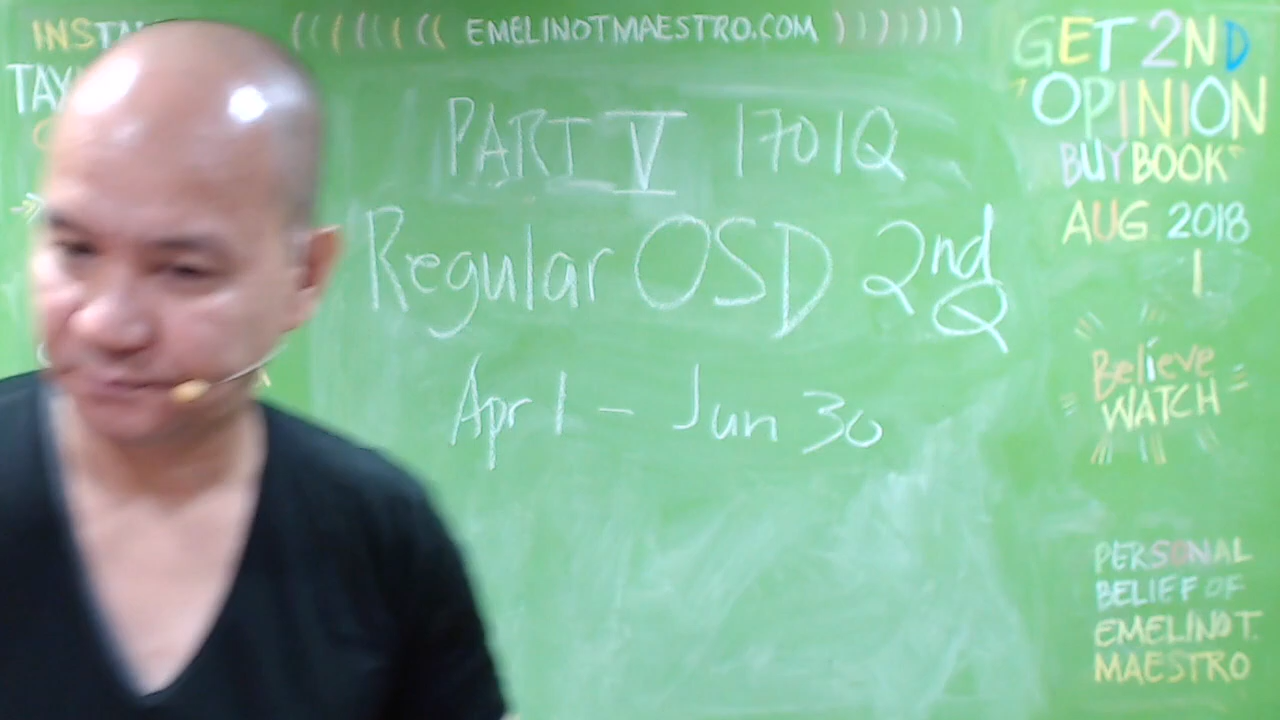 ((((((( EMELINOTMAESTRO.COM )))))))
PART V 1701Q
Regular OSD 2nd
Q
Apr 1 - Jun 30
GET 2ND
OPINION
BUY BOOK
AUG 2018
1
Believe
WATCH
PERSONAL
BELIEF OF
EMELINOT
MAESTRO